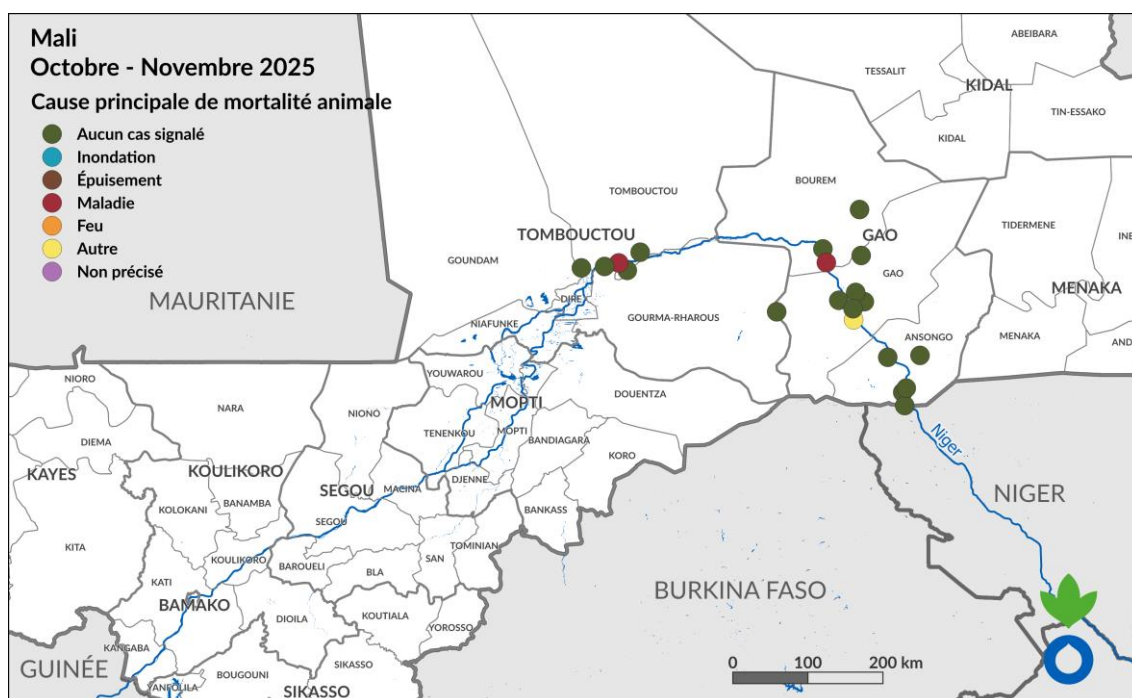 Mali
Octobre - Novembre 2025
Cause principale de mortalité animale
Aucun cas signalé
Inondation
Épuisement
Maladie
Feu
Autre
Non précisé
ABEIBARA
TESSALIT
KIDAL
TIN-ESSAKO
KIDAL
BOUREM
TOMBOUCTOU
TIDERMENE
TOMBOUCTOU
GAO
INE
GOUNDAM
GAO
MENAKA
MAURITANIE
DIRE
GOURMA-RHAROUS
NIAFUNKE
ANSONGO
MENAKA
AND
YOUWAROU
NIORO
DOUENTZA
NARA
NIONO
MOPTI
TENENKOU
MOPTI
BANDIAGARA
DIEMA
KORO
Niger
KAYES
KOULIKORO
SEGOU
MACINA
DJENNE
NIGER
BANAMBA
KOLOKANI
BANKASS
SEGOU
KITA
TOMINIAN
KOULIKORO
SAN
BAROUELI
BLA
KATI
BURKINA FASO
BAMAKO
KOUTIALA
DIOILA
YOROSSO
KANGABA
GUINÉE
SIKASSO
BOUGOUNI
0 100 200 km
YANFOLILA
SIKASSO